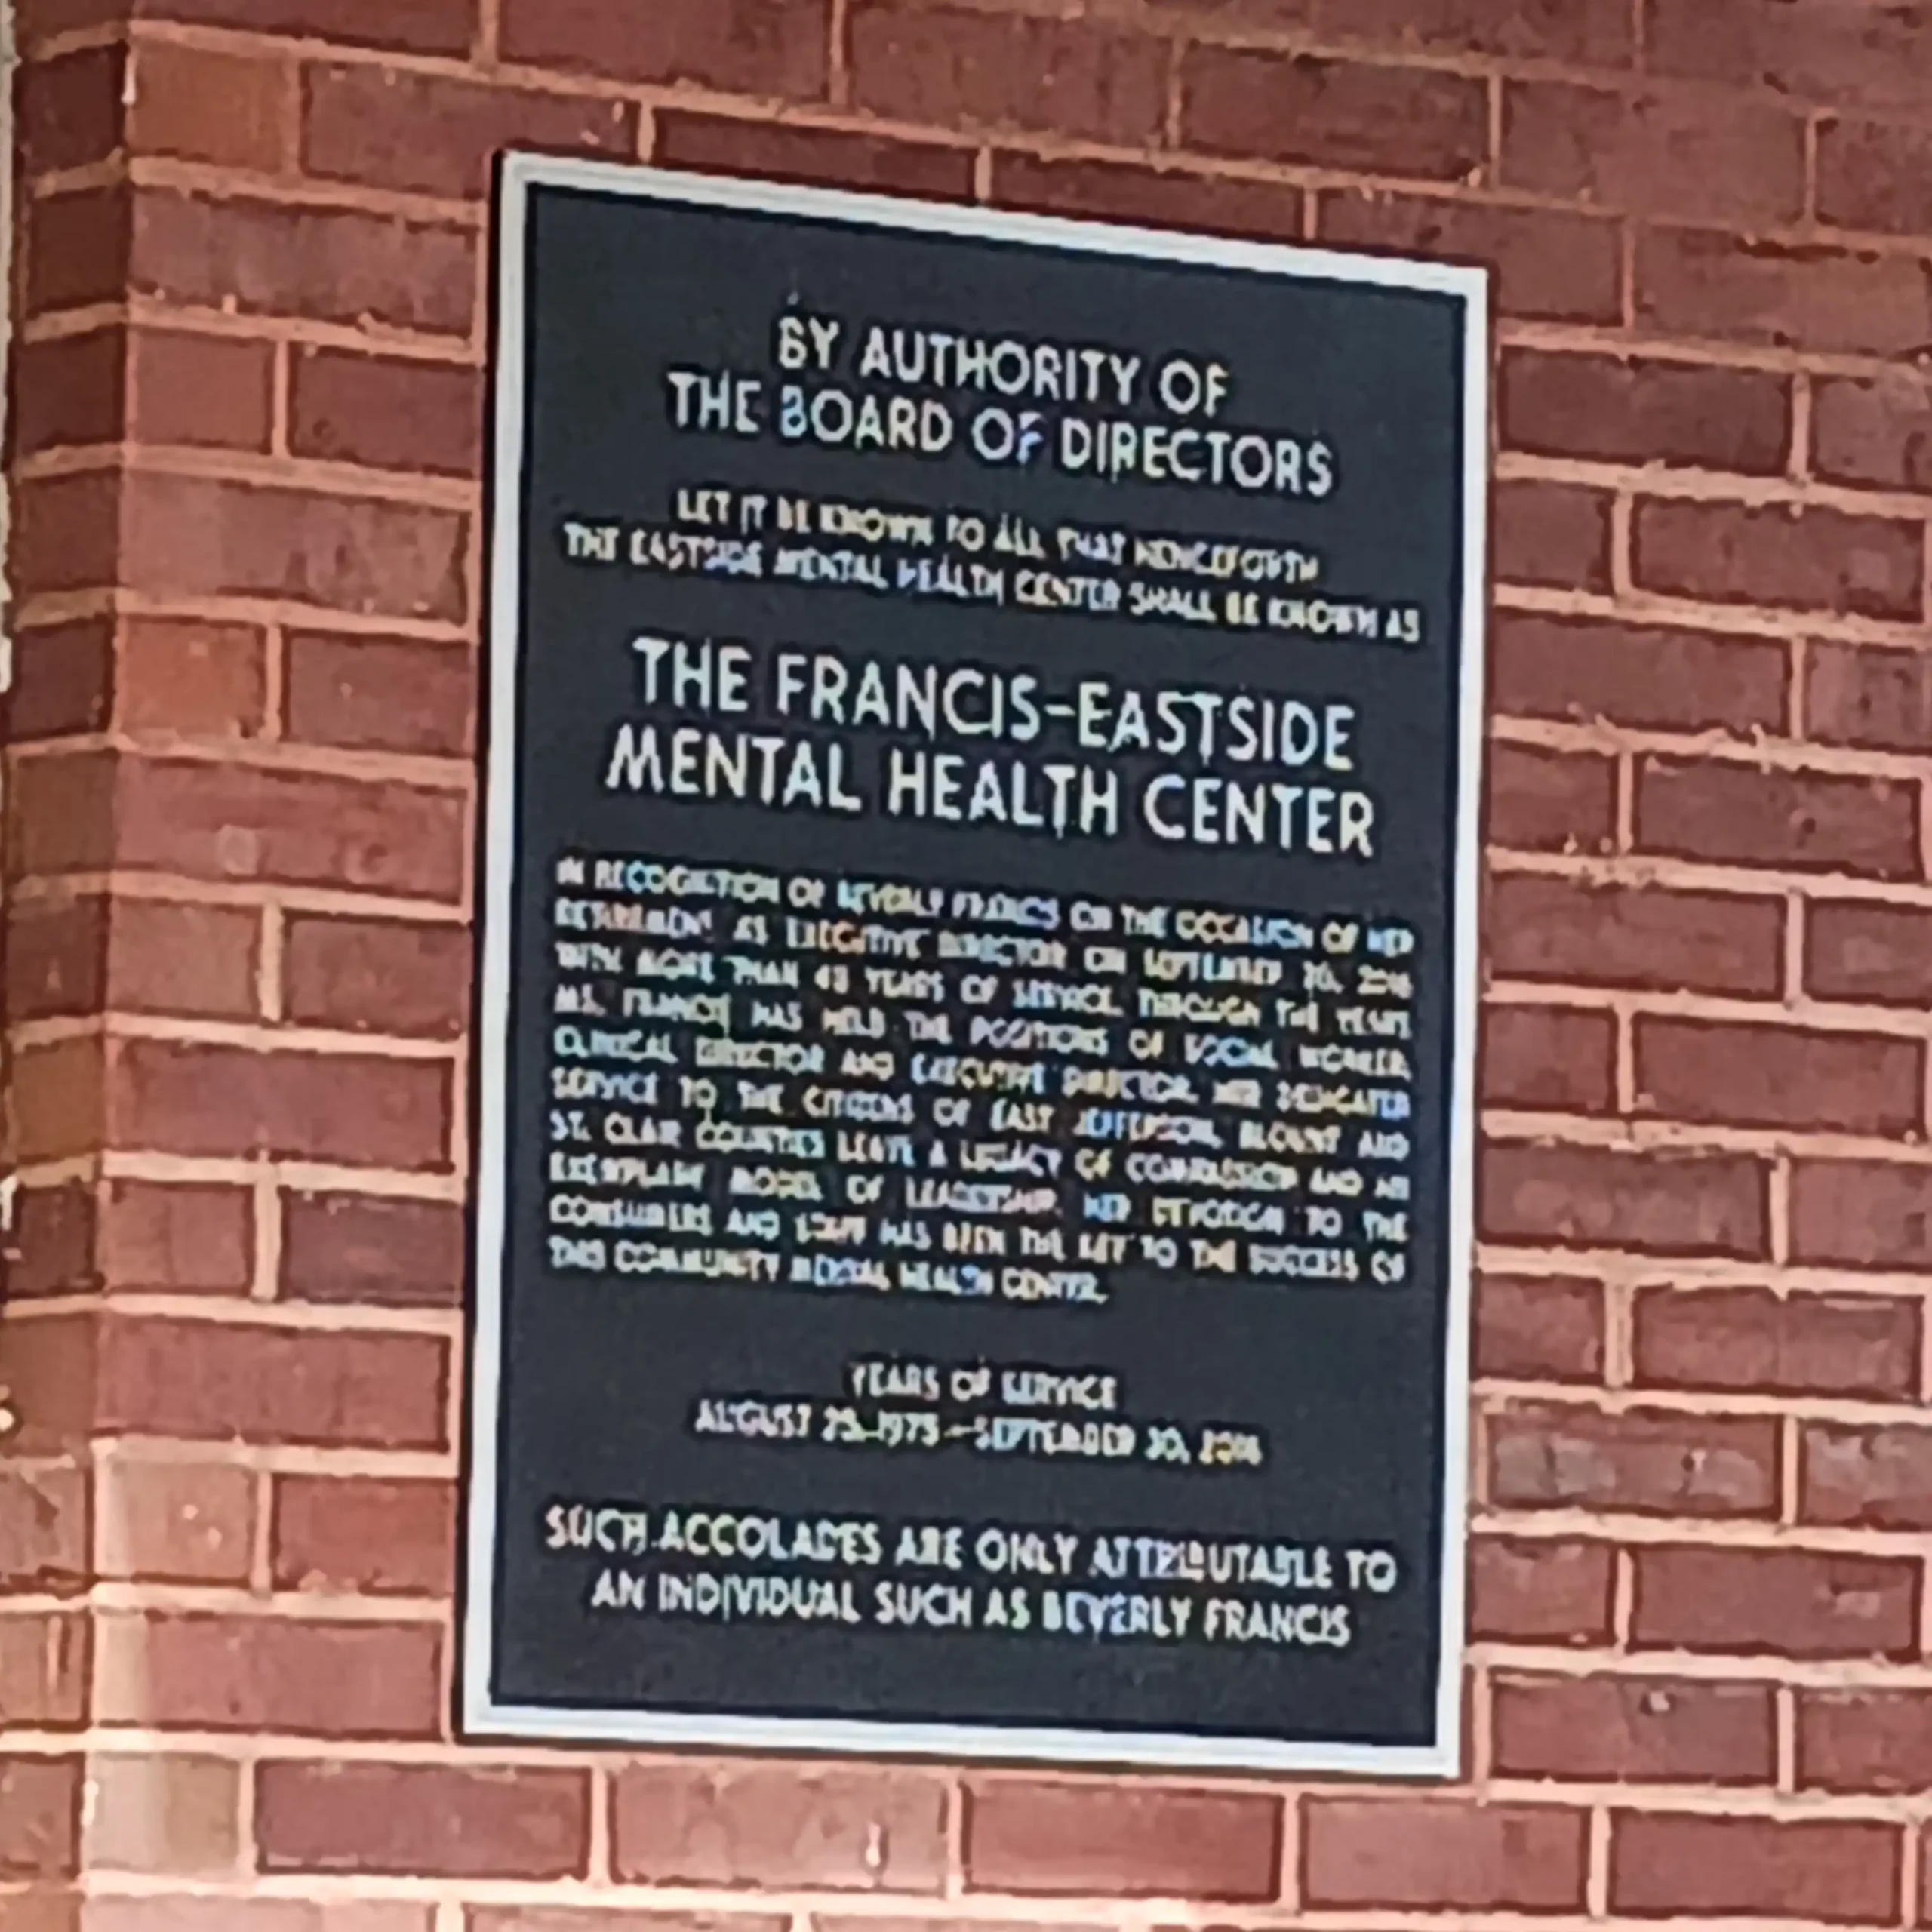 BY AUTHORITY OF
THE BOARD OF DIRECTORS
LET IT BE KNOWN TO ALL THAT HENCEFORTH
THE EASTSIDE MENTAL HEALTH CENTER SHALL BE KNOWN AS
THE FRANCIS-EASTSIDE
MENTAL HEALTH CENTER
IN RECOGNITION OF BEVERLY FRANCIS ON THE OCCASION OF HER
RETIREMENT AS EXECUTIVE DIRECTOR ON SEPTEMBER 30,
WITH MORE THAN YEARS OF SERVICE. THROUGH THE YEARS
MS. FRANCIS HAS HELD THE POSITIONS OF SOCIAL WORKER,
CLINICAL DIRECTOR AND EXECUTIVE DIRECTOR. HER DEDICATED
SERVICE TO THE CITIZENS OF EAST JEFFERSON, BLOUNT AND
ST. CLAIR COUNTIES LEAVE A LEGACY OF COMPASSION AND AN
EXEMPLARY MODEL OF LEADERSHIP. HER DEVOTION TO THE
CONSUMERS AND STAFF HAS BEEN THE KEY TO THE SUCCESS OF
THIS COMMUNITY MENTAL HEALTH CENTER.
YEARS OF SERVICE
AUGUST SEPTEMBER 30,
SUCH ACCOLADES ARE ONLY ATTRIBUTABLE TO
AN INDIVIDUAL SUCH AS BEVERLY FRANCIS